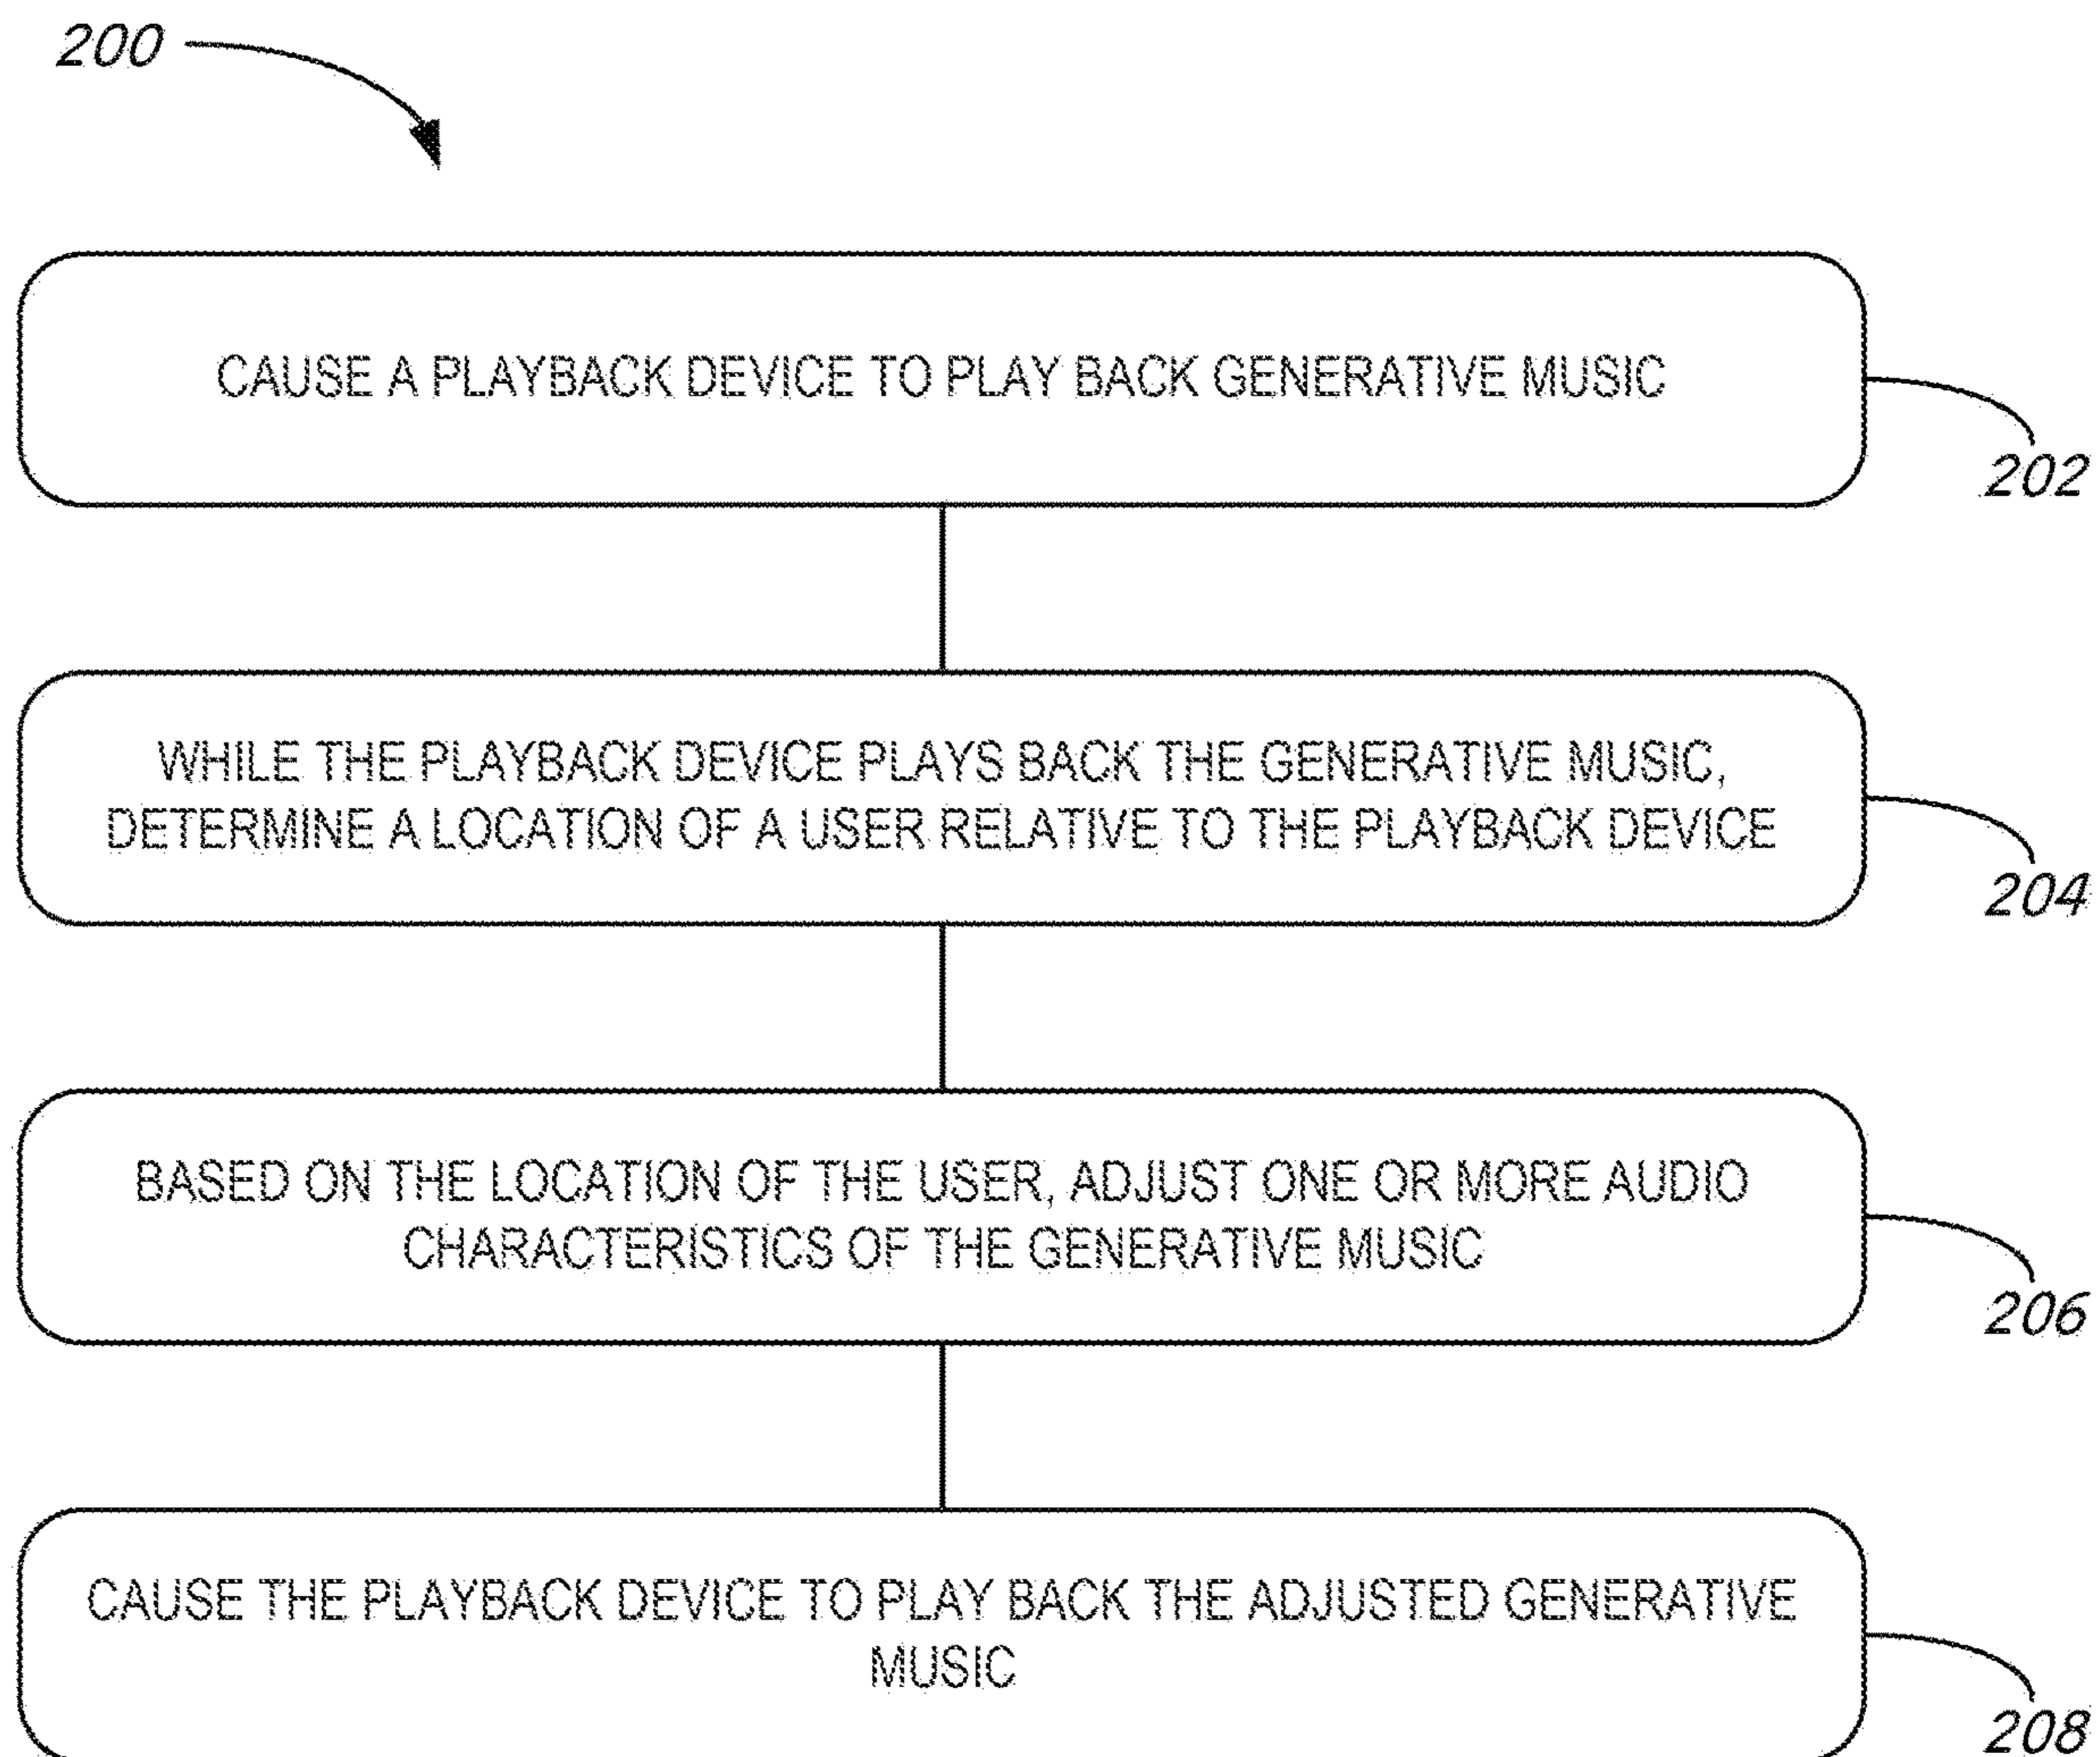 200
CAUSE A PLAYBACK DEVICE TO PLAY BACK GENERATIVE MUSIC
202
WHILE THE PLAYBACK DEVICE PLAYS BACK THE GENERATIVE MUSIC,
DETERMINE A LOCATION OF A USER RELATIVE TO THE PLAYBACK DEVICE
204
BASED ON THE LOCATION OF THE USER, ADJUST ONE OR MORE AUDIO
CHARACTERISTICS OF THE GENERATIVE MUSIC
206
CAUSE THE PLAYBACK DEVICE TO PLAY BACK THE ADJUSTED GENERATIVE
MUSIC
208